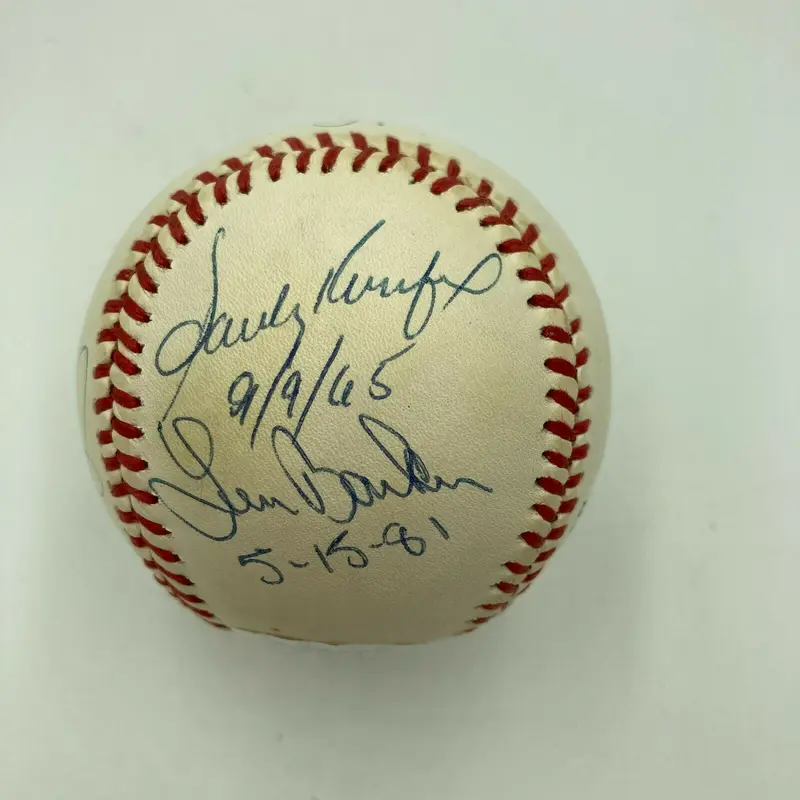 Sandy Koufax
9/9/65
Len Barker
5-15-81